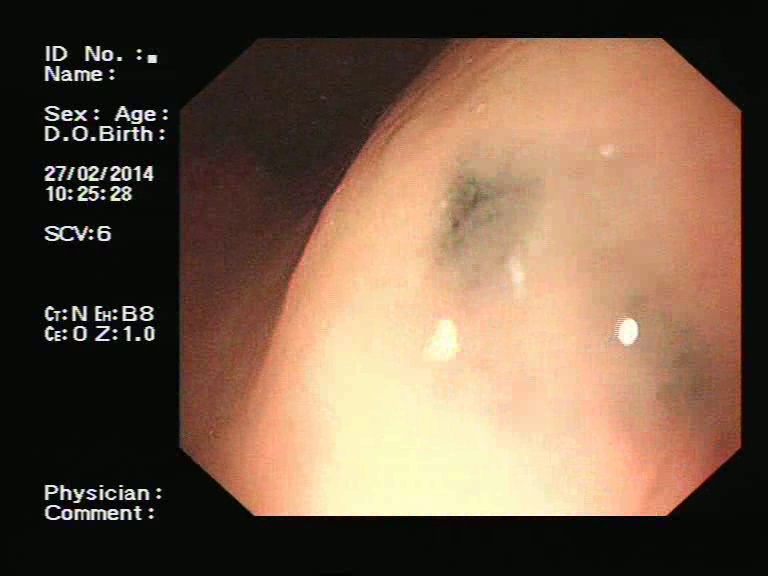 ID No. :
Name:
Sex: Age:
D.O.Birth:
27/02/2014
10:25:28
SCV:6
CT:N EH:B8
CE:0 Z:1.0
Physician:
Comment: